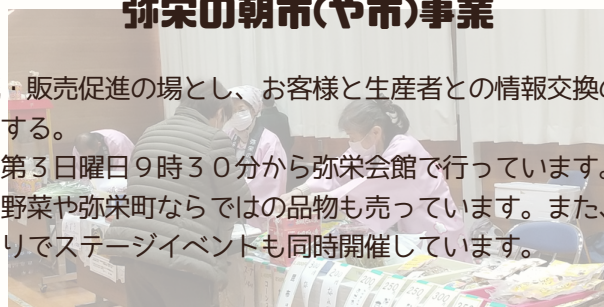 弥栄の朝市(や市)事業
・販売促進の場とし、お客様と生産者との情報交換の
する。
第３日曜日９時３０分から弥栄会館で行っています。
野菜や弥栄町ならではの品物も売っています。また、
りでステージイベントも同時開催しています。